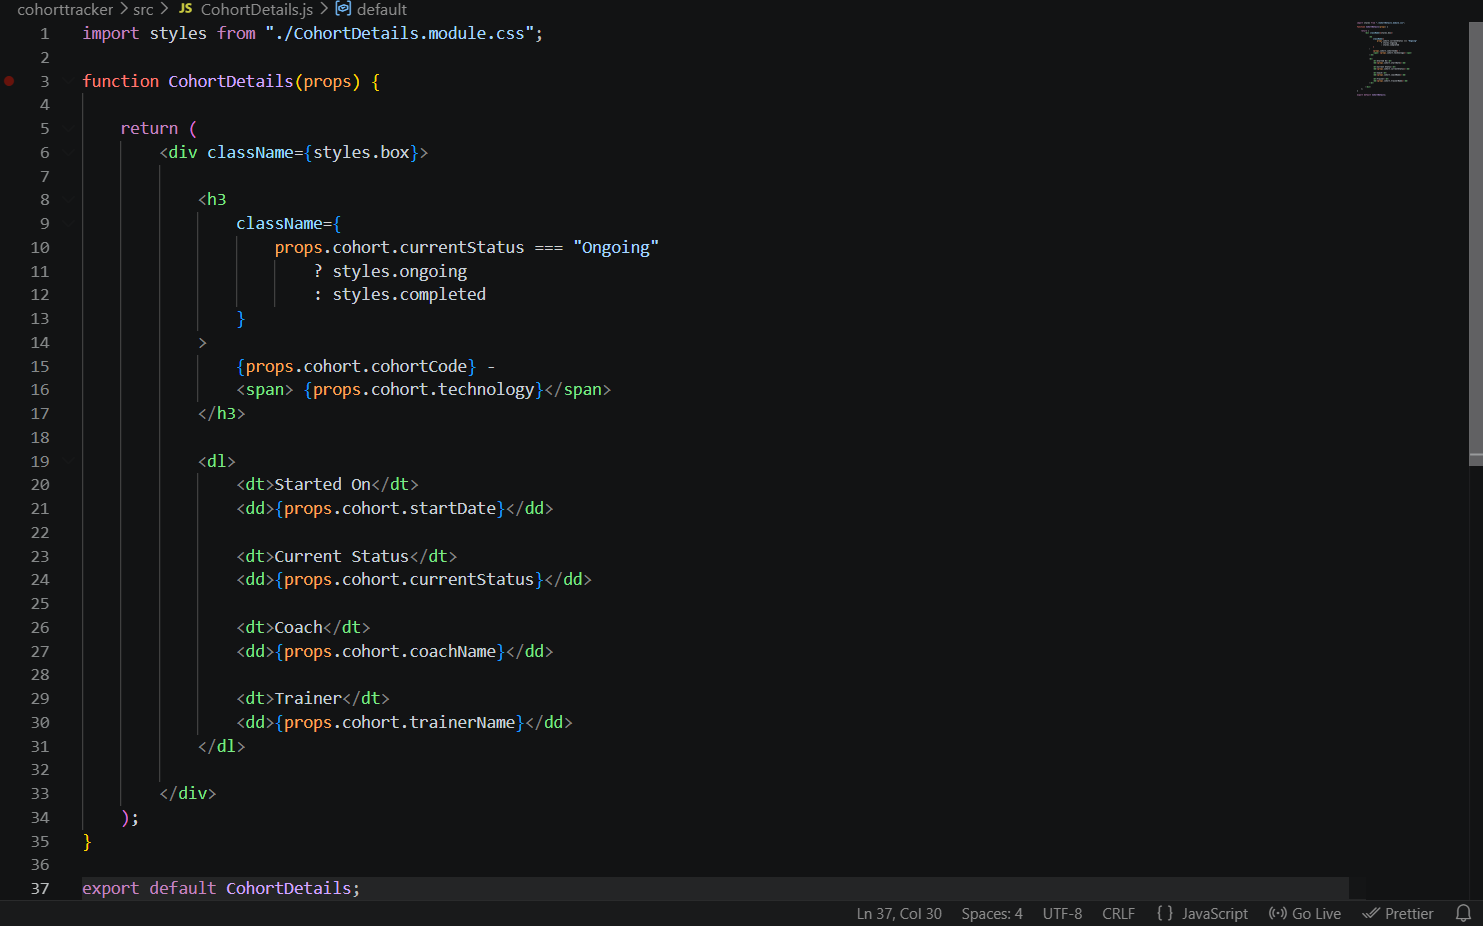 cohorttracker > src > JS CohortDetails.js > default
1 import styles from "./CohortDetails.module.css";
2
3 function CohortDetails(props) {
4
5     return (
6         <div className={styles.box}>
7
8             <h3
9                 className={
10                     props.cohort.currentStatus === "Ongoing"
11                         ? styles.ongoing
12                         : styles.completed
13                 }
14             >
15                 {props.cohort.cohortCode} -
16                 <span> {props.cohort.technology}</span>
17             </h3>
18
19             <dl>
20                 <dt>Started On</dt>
21                 <dd>{props.cohort.startDate}</dd>
22
23                 <dt>Current Status</dt>
24                 <dd>{props.cohort.currentStatus}</dd>
25
26                 <dt>Coach</dt>
27                 <dd>{props.cohort.coachName}</dd>
28
29                 <dt>Trainer</dt>
30                 <dd>{props.cohort.trainerName}</dd>
31             </dl>
32
33         </div>
34     );
35 }
36
37 export default CohortDetails;
Ln 37, Col 30 Spaces: 4 UTF-8 CRLF {} JavaScript Go Live Prettier